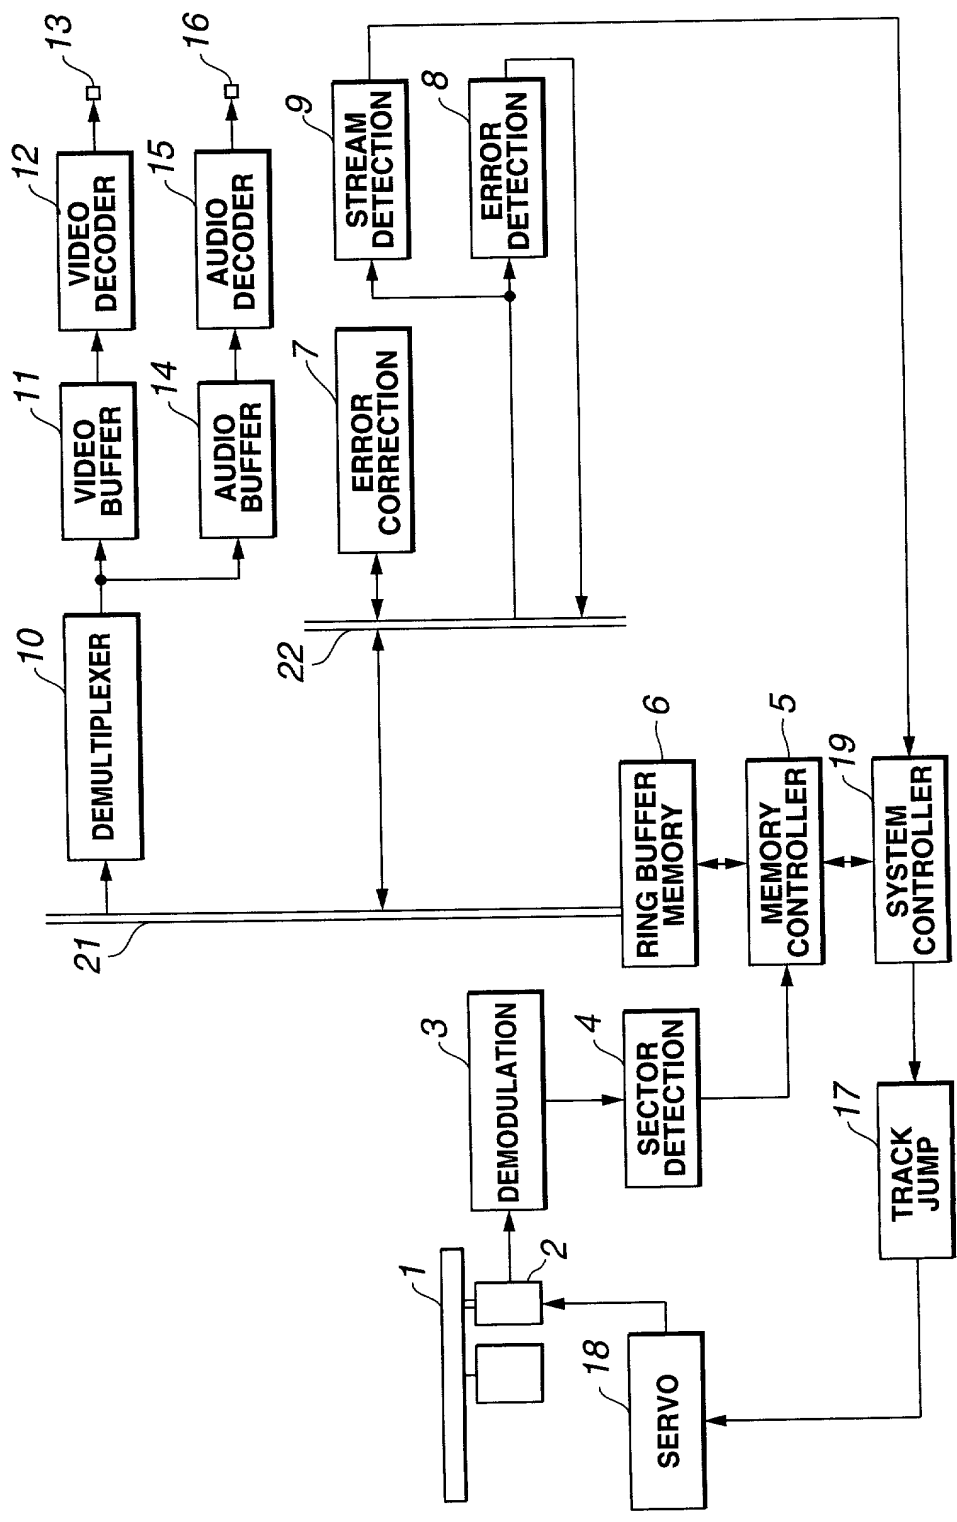 1
2
3
DEMODULATION
4
SECTOR
DETECTION
18
SERVO
17
TRACK
JUMP
21
6
RING BUFFER
MEMORY
5
MEMORY
CONTROLLER
19
SYSTEM
CONTROLLER
10
DEMULTIPLEXER
22
11
VIDEO
BUFFER
14
AUDIO
BUFFER
7
ERROR
CORRECTION
12
VIDEO
DECODER
15
AUDIO
DECODER
9
STREAM
DETECTION
8
ERROR
DETECTION
13
16